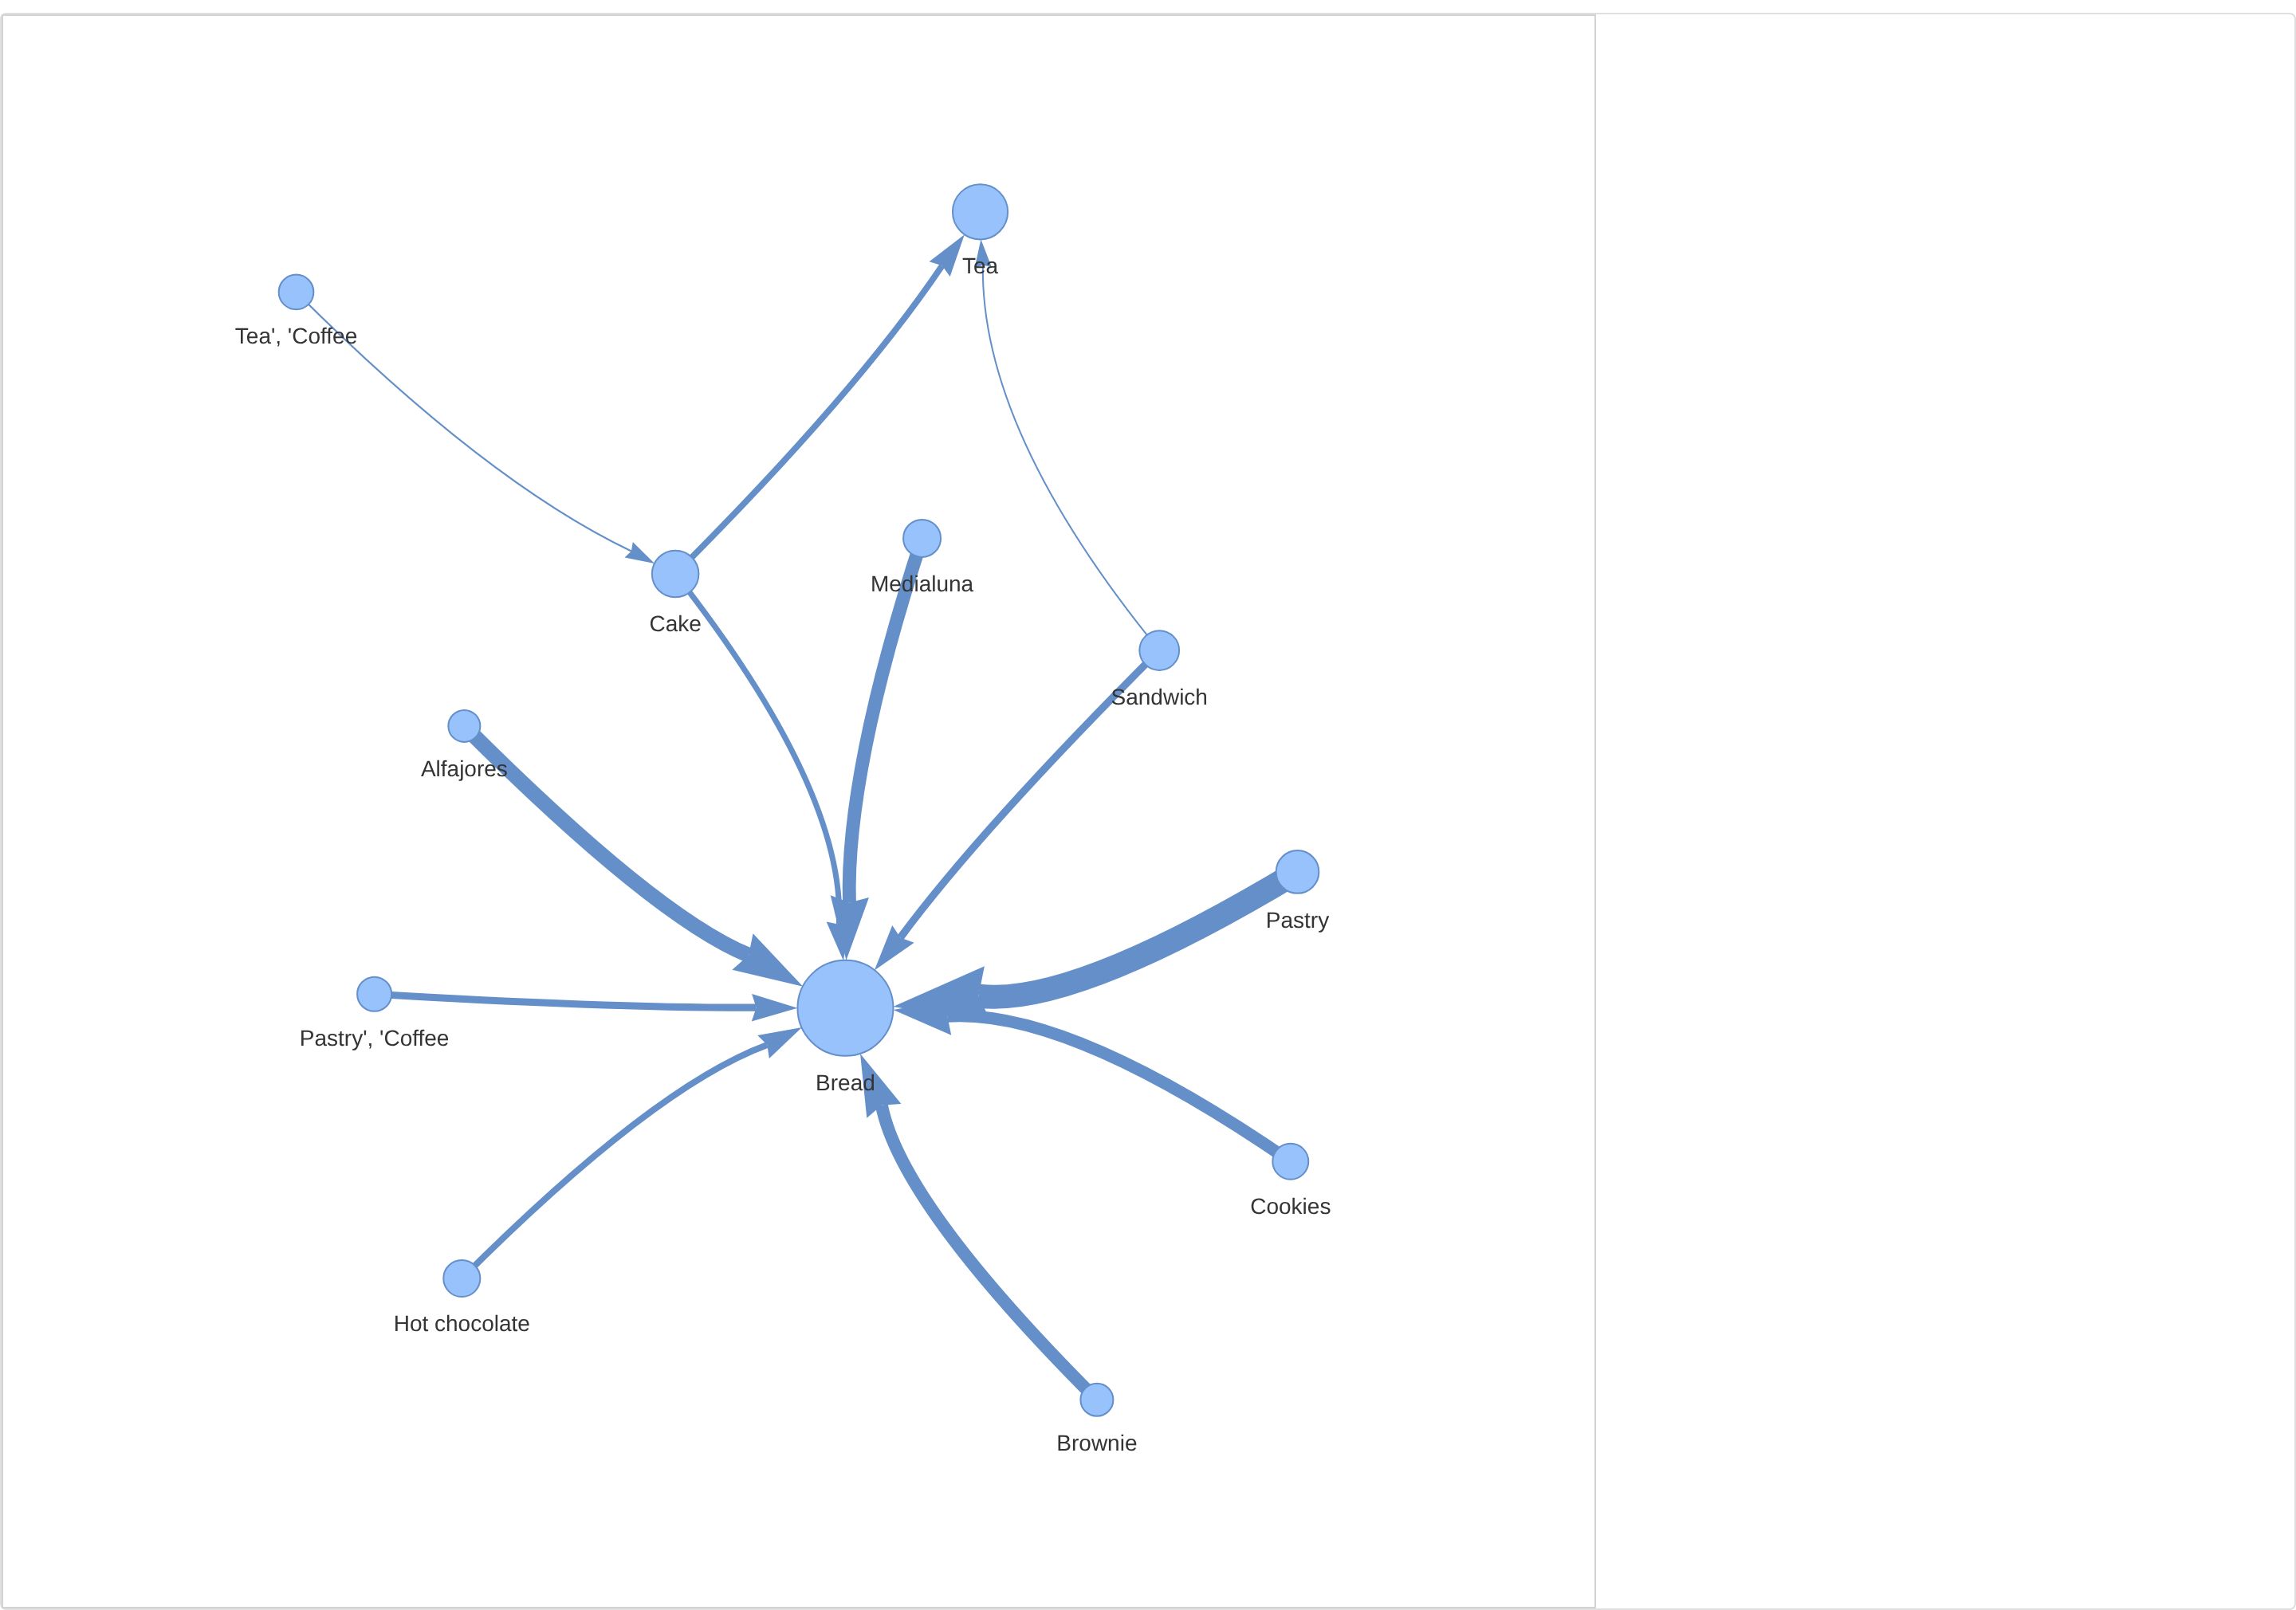 Tea
Tea', 'Coffee
Medialuna
Cake
Sandwich
Alfajores
Pastry
Pastry', 'Coffee
Bread
Cookies
Hot chocolate
Brownie